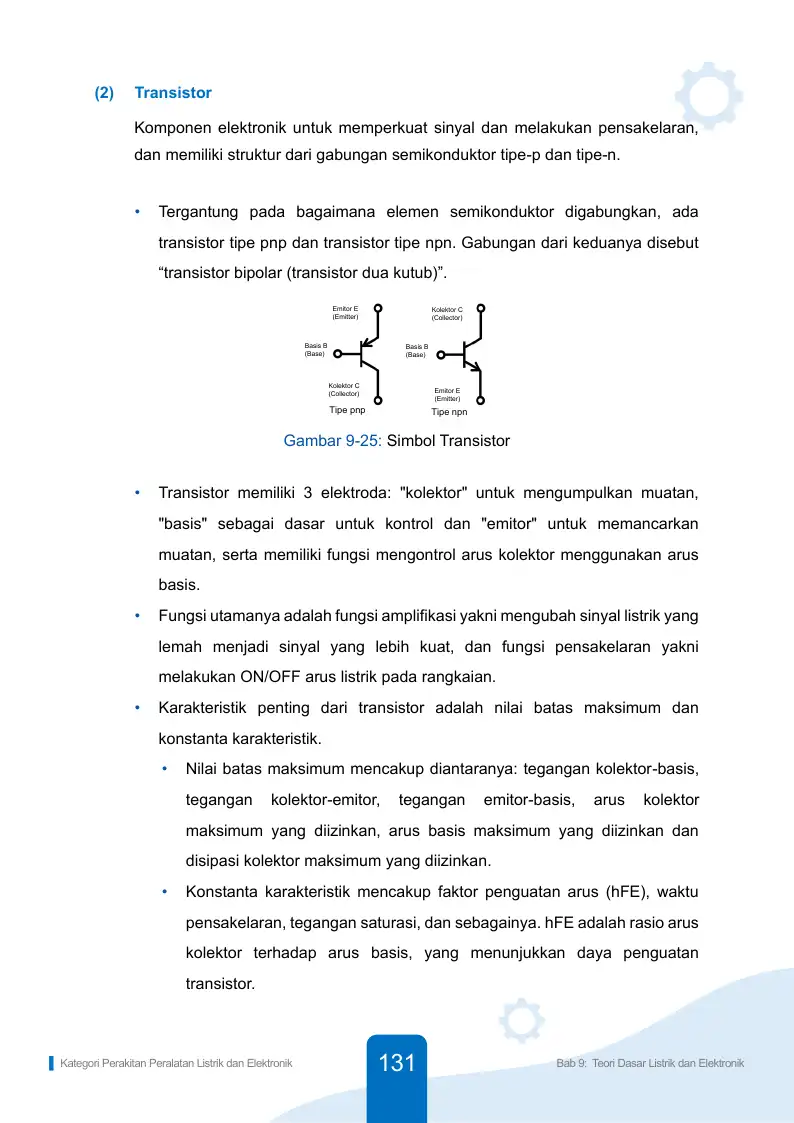 (2) Transistor
Komponen elektronik untuk memperkuat sinyal dan melakukan pensakelaran,
dan memiliki struktur dari gabungan semikonduktor tipe-p dan tipe-n.
• Tergantung pada bagaimana elemen semikonduktor digabungkan, ada
transistor tipe pnp dan transistor tipe npn. Gabungan dari keduanya disebut
“transistor bipolar (transistor dua kutub)”.
Emitor E
(Emitter)
Basis B
(Base)
Kolektor C
(Collector)
Tipe pnp
Kolektor C
(Collector)
Basis B
(Base)
Emitor E
(Emitter)
Tipe npn
Gambar 9-25: Simbol Transistor
• Transistor memiliki 3 elektroda: "kolektor" untuk mengumpulkan muatan,
"basis" sebagai dasar untuk kontrol dan "emitor" untuk memancarkan
muatan, serta memiliki fungsi mengontrol arus kolektor menggunakan arus
basis.
• Fungsi utamanya adalah fungsi amplifikasi yakni mengubah sinyal listrik yang
lemah menjadi sinyal yang lebih kuat, dan fungsi pensakelaran yakni
melakukan ON/OFF arus listrik pada rangkaian.
• Karakteristik penting dari transistor adalah nilai batas maksimum dan
konstanta karakteristik.
• Nilai batas maksimum mencakup diantaranya: tegangan kolektor-basis,
tegangan kolektor-emitor, tegangan emitor-basis, arus kolektor
maksimum yang diizinkan, arus basis maksimum yang diizinkan dan
disipasi kolektor maksimum yang diizinkan.
• Konstanta karakteristik mencakup faktor penguatan arus (hFE), waktu
pensakelaran, tegangan saturasi, dan sebagainya. hFE adalah rasio arus
kolektor terhadap arus basis, yang menunjukkan daya penguatan
transistor.
Kategori Perakitan Peralatan Listrik dan Elektronik
131
Bab 9: Teori Dasar Listrik dan Elektronik